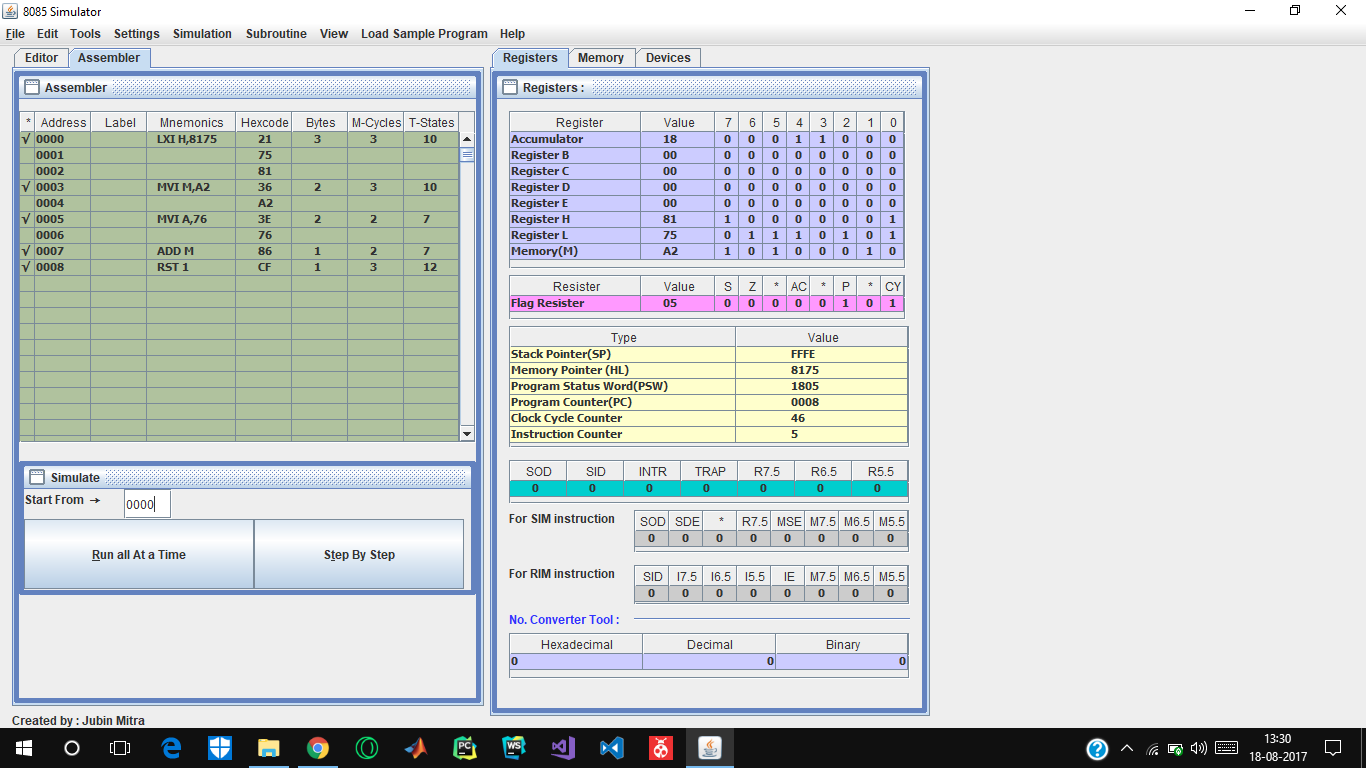 8085 Simulator
File Edit Tools Settings Simulation Subroutine View Load Sample Program Help
Editor Assembler
Assembler
* Address Label Mnemonics Hexcode Bytes M-Cycles T-States
√ 0000 LXI H,8175 21 3 3 10
0001 75
0002 81
√ 0003 MVI M,A2 36 2 3 10
0004 A2
√ 0005 MVI A,76 3E 2 2 7
0006 76
√ 0007 ADD M 86 1 2 7
√ 0008 RST 1 CF 1 3 12
Simulate
Start From → 0000
Run all At a Time Step By Step
Created by : Jubin Mitra
Registers Memory Devices
Registers :
Register Value 7 6 5 4 3 2 1 0
Accumulator 18 0 0 0 1 1 0 0 0
Register B 00 0 0 0 0 0 0 0 0
Register C 00 0 0 0 0 0 0 0 0
Register D 00 0 0 0 0 0 0 0 0
Register E 00 0 0 0 0 0 0 0 0
Register H 81 1 0 0 0 0 0 0 1
Register L 75 0 1 1 1 0 1 0 1
Memory(M) A2 1 0 1 0 0 0 1 0
Resister Value S Z * AC * P * CY
Flag Resister 05 0 0 0 0 0 1 0 1
Type Value
Stack Pointer(SP) FFFE
Memory Pointer (HL) 8175
Program Status Word(PSW) 1805
Program Counter(PC) 0008
Clock Cycle Counter 46
Instruction Counter 5
SOD SID INTR TRAP R7.5 R6.5 R5.5
0 0 0 0 0 0 0
For SIM instruction
SOD SDE * R7.5 MSE M7.5 M6.5 M5.5
0 0 0 0 0 0 0 0
For RIM instruction
SID I7.5 I6.5 I5.5 IE M7.5 M6.5 M5.5
0 0 0 0 0 0 0 0
No. Converter Tool :
Hexadecimal Decimal Binary
0 0 0
PC WS
13:30
18-08-2017